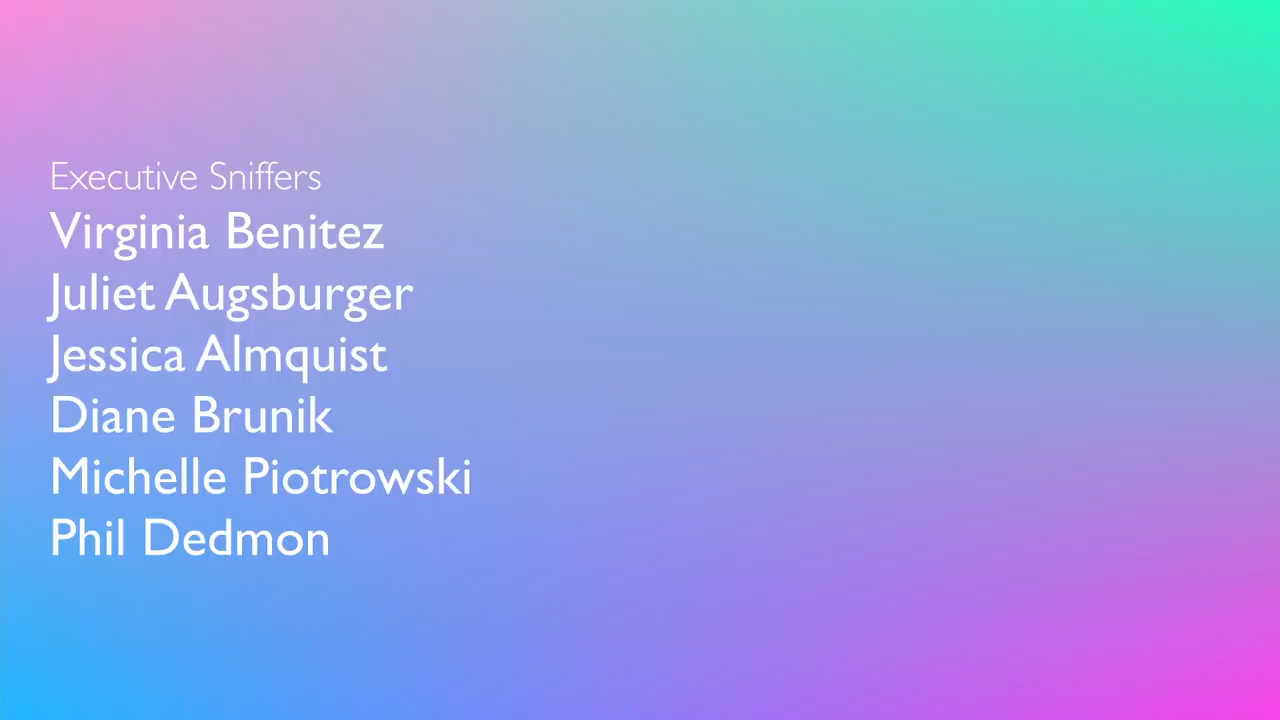 Executive Sniffers
Virginia Benitez
Juliet Augsburger
Jessica Almquist
Diane Brunik
Michelle Piotrowski
Phil Dedmon